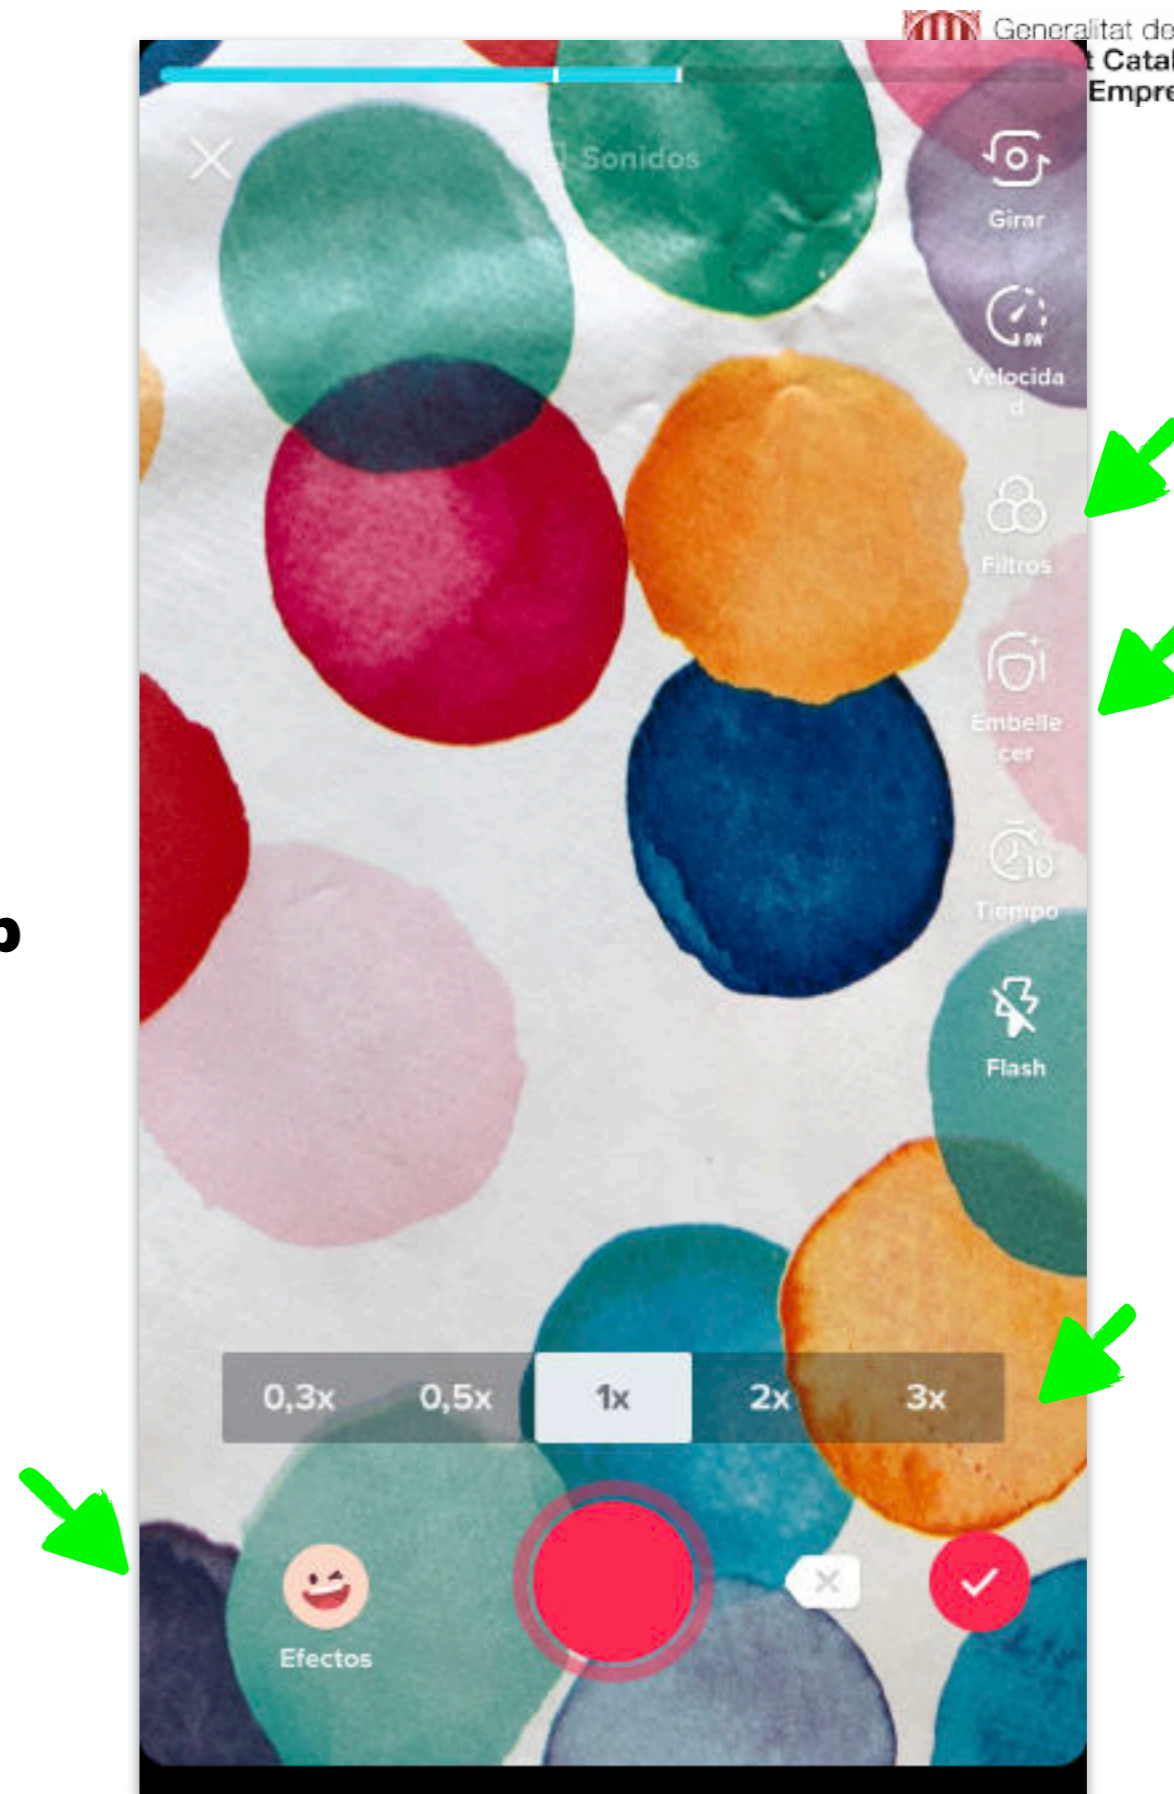 Generalitat de
t Catal
Empre
Sonidos
Girar
Velocida
d
Filtros
Embelle
cer
10
Tiempo
Flash
0,3x
0,5x
1x
2x
3x
Efectos